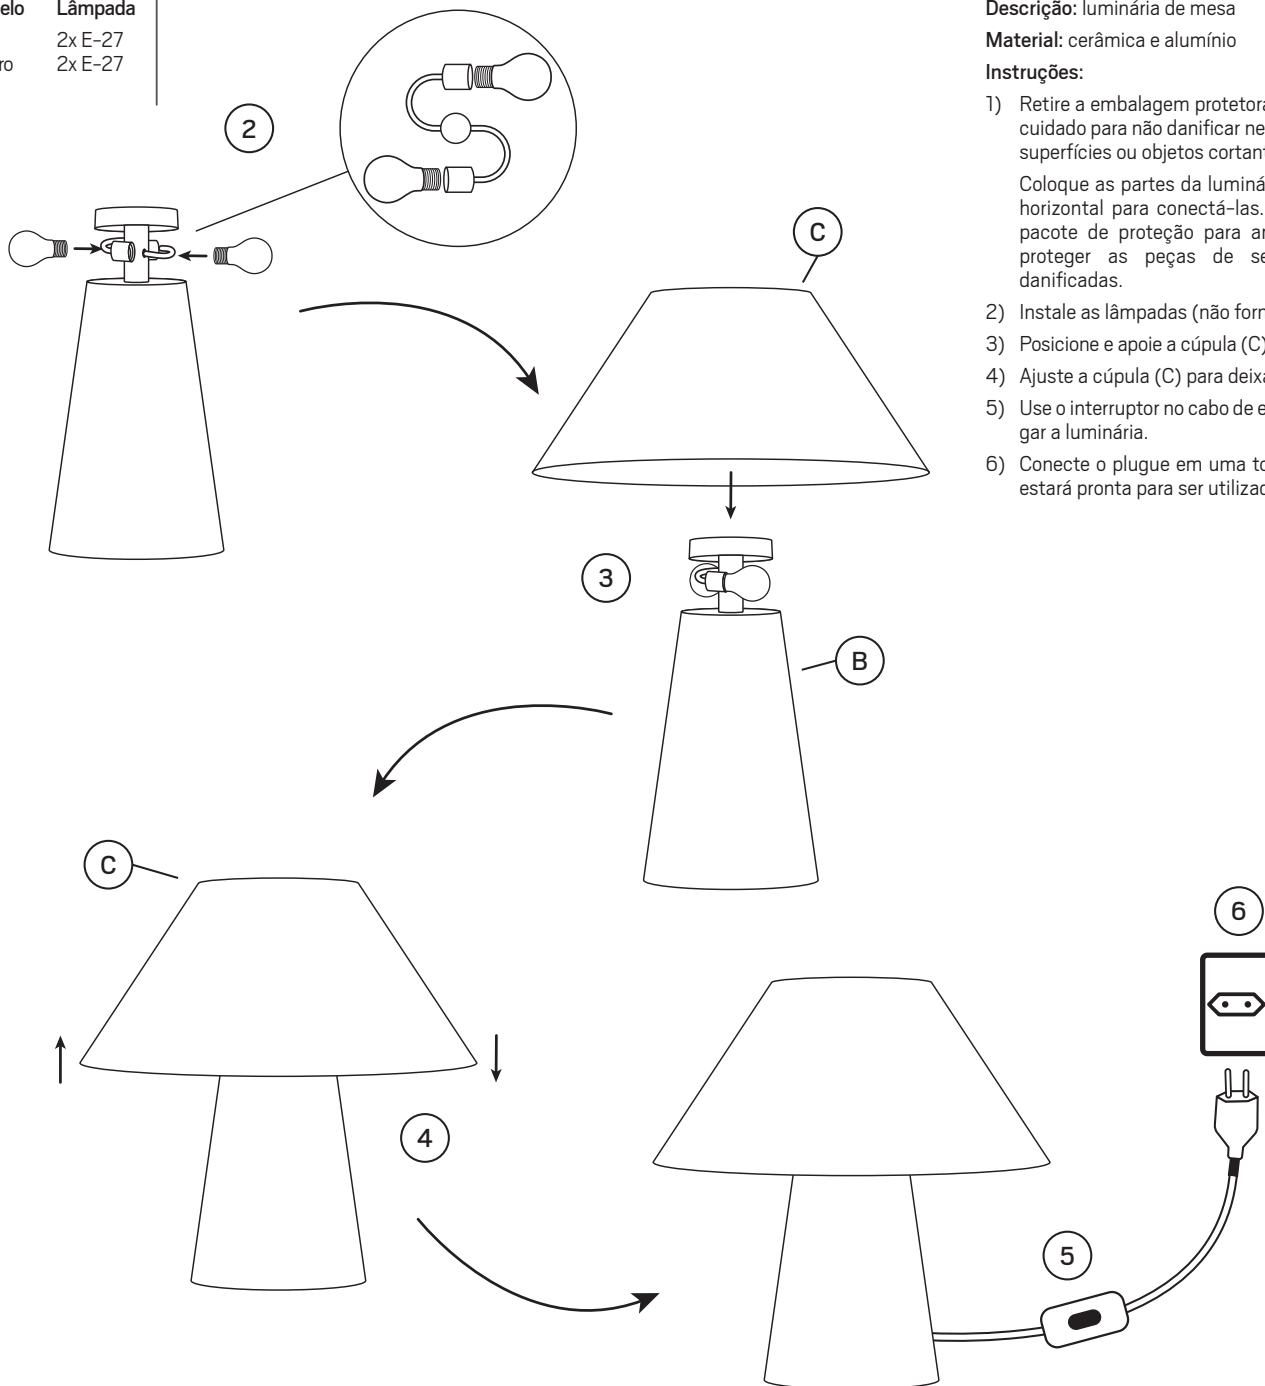 elo Lâmpada
2x E-27
ro 2x E-27
2
C
3
B
C
4
5
6
Descrição: luminária de mesa
Material: cerâmica e alumínio
Instruções:
1) Retire a embalagem protetora
cuidado para não danificar ne
superfícies ou objetos cortan
Coloque as partes da luminá
horizontal para conectá-las.
pacote de proteção para a
proteger as peças de se
danificadas.
2) Instale as lâmpadas (não forn
3) Posicione e apoie a cúpula (C)
4) Ajuste a cúpula (C) para deix
5) Use o interruptor no cabo de e
gar a luminária.
6) Conecte o plugue em uma to
estará pronta para ser utiliza